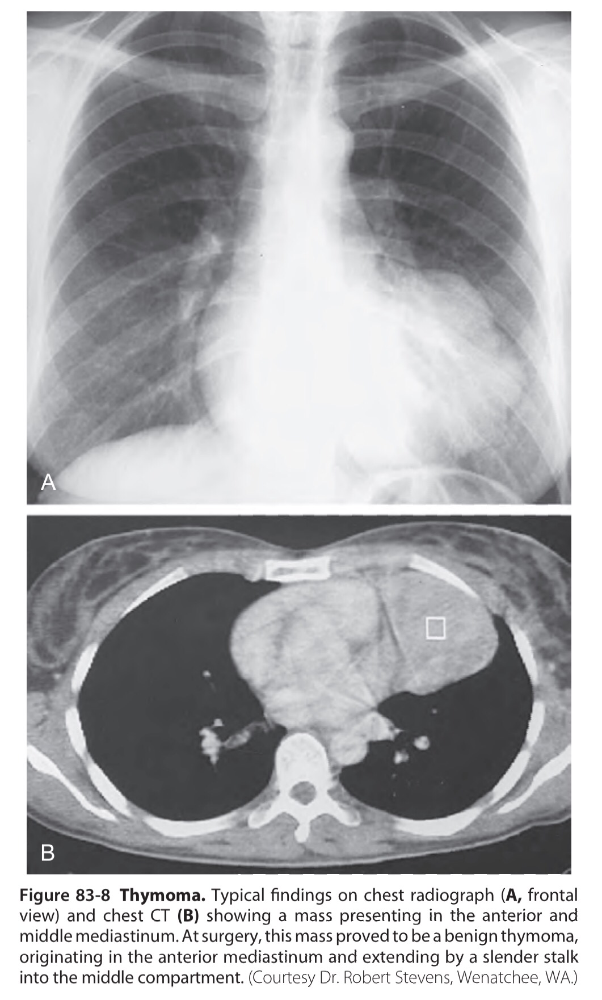 A
B
Figure 83-8 Thymoma. Typical findings on chest radiograph (A, frontal
view) and chest CT (B) showing a mass presenting in the anterior and
middle mediastinum. At surgery, this mass proved to be a benign thymoma,
originating in the anterior mediastinum and extending by a slender stalk
into the middle compartment. (Courtesy Dr. Robert Stevens, Wenatchee, WA.)